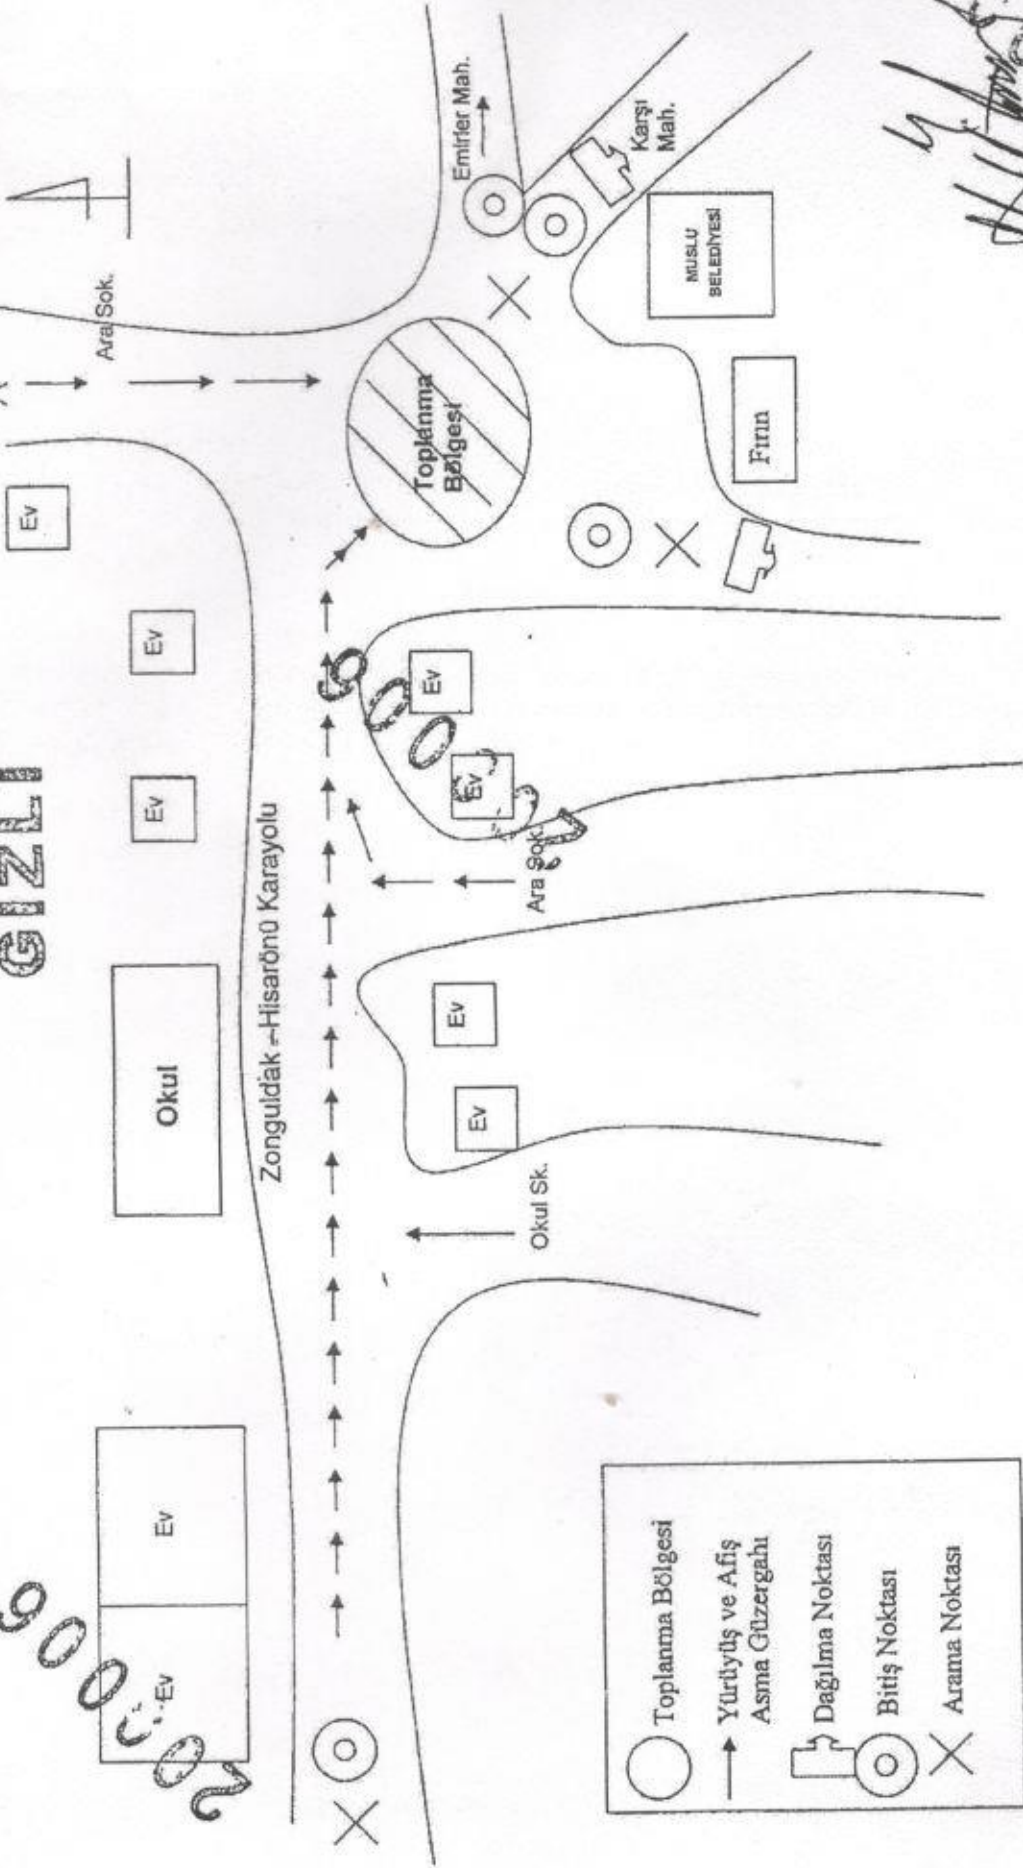 GİZLİ
Ev
Ara Sok.
Emirler Mah.
Karşı
Mah.
MUSLU
BELEDİYESİ
Fırın
Toplanma
Bölgesi
Ev
Ev
Okul
Ev
Ev
Zonguldak –Hisarönü Karayolu
Ev
Ev
Ara Sok.
Ev
Ev
Okul Sk.
Toplanma Bölgesi
Yürüyüş ve Afiş
Asma Güzergahı
Dağılma Noktası
Bitiş Noktası
Arama Noktası